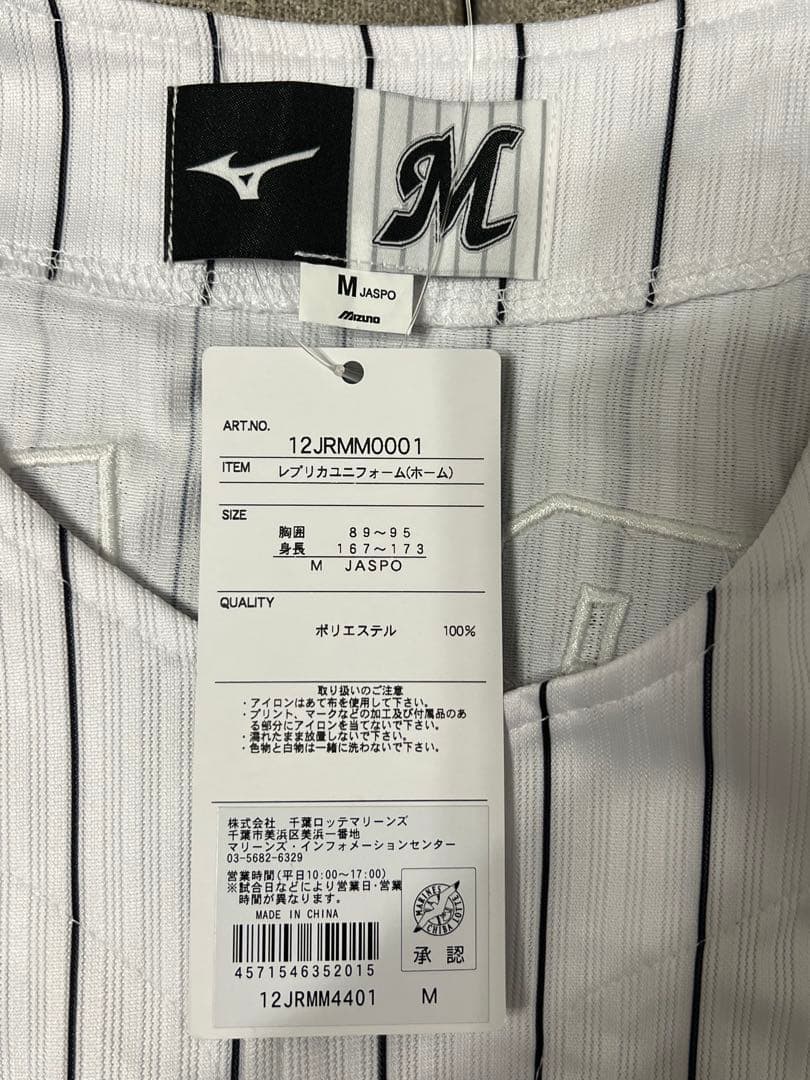 M
M JASPO
Mizuno
ART.NO.
12JRMM0001
ITEM レプリカユニフォーム(ホーム)
SIZE
胸囲 89～95
身長 167～173
M JASPO
QUALITY
ポリエステル 100%
取り扱いのご注意
・アイロンはあて布を使用して下さい。
・プリント、マークなどの加工及び付属品のあ
る部分にアイロンを当てないで下さい。
・濡れたまま放置しないで下さい。
・色物と白物は一緒に洗わないで下さい。
株式会社 千葉ロッテマリーンズ
千葉市美浜区美浜一番地
マリーンズ・インフォメーションセンター
03-5682-6329
営業時間(平日10:00～17:00)
※試合日などにより営業日・営業
時間が異なります。
MADE IN CHINA
MARINES
LOTTE
CHIBA
承認
4571546352015
12JRMM4401 M